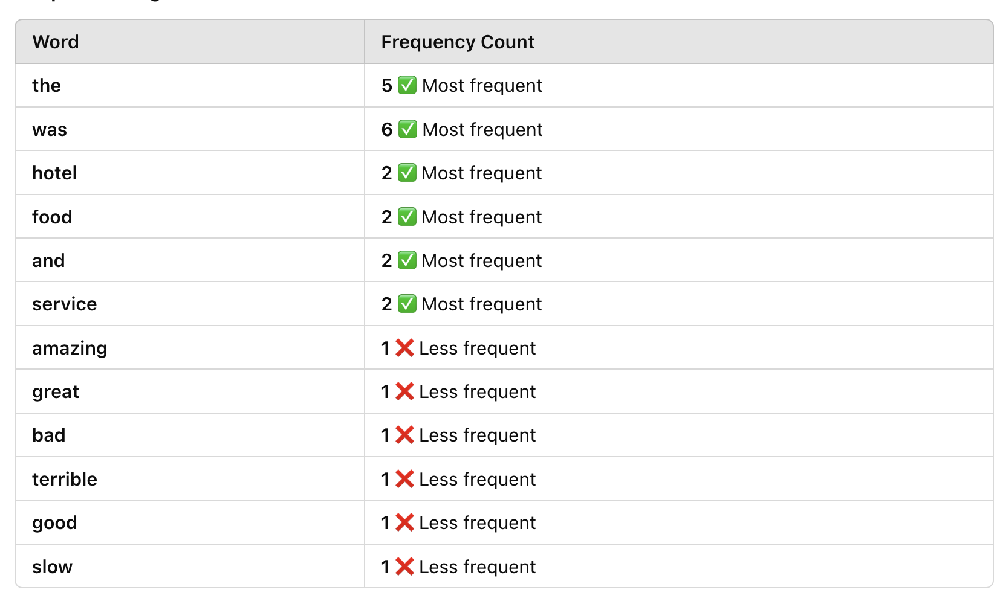 Word Frequency Count
the 5 ✅ Most frequent
was 6 ✅ Most frequent
hotel 2 ✅ Most frequent
food 2 ✅ Most frequent
and 2 ✅ Most frequent
service 2 ✅ Most frequent
amazing 1 ❌ Less frequent
great 1 ❌ Less frequent
bad 1 ❌ Less frequent
terrible 1 ❌ Less frequent
good 1 ❌ Less frequent
slow 1 ❌ Less frequent